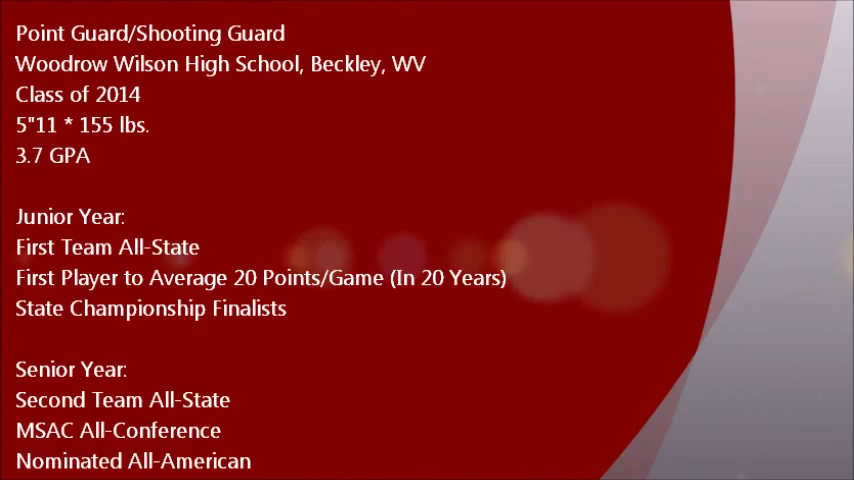 Point Guard/Shooting Guard
Woodrow Wilson High School, Beckley, WV
Class of 2014
5"11 * 155 lbs.
3.7 GPA
Junior Year:
First Team All-State
First Player to Average 20 Points/Game (In 20 Years)
State Championship Finalists
Senior Year:
Second Team All-State
MSAC All-Conference
Nominated All-American